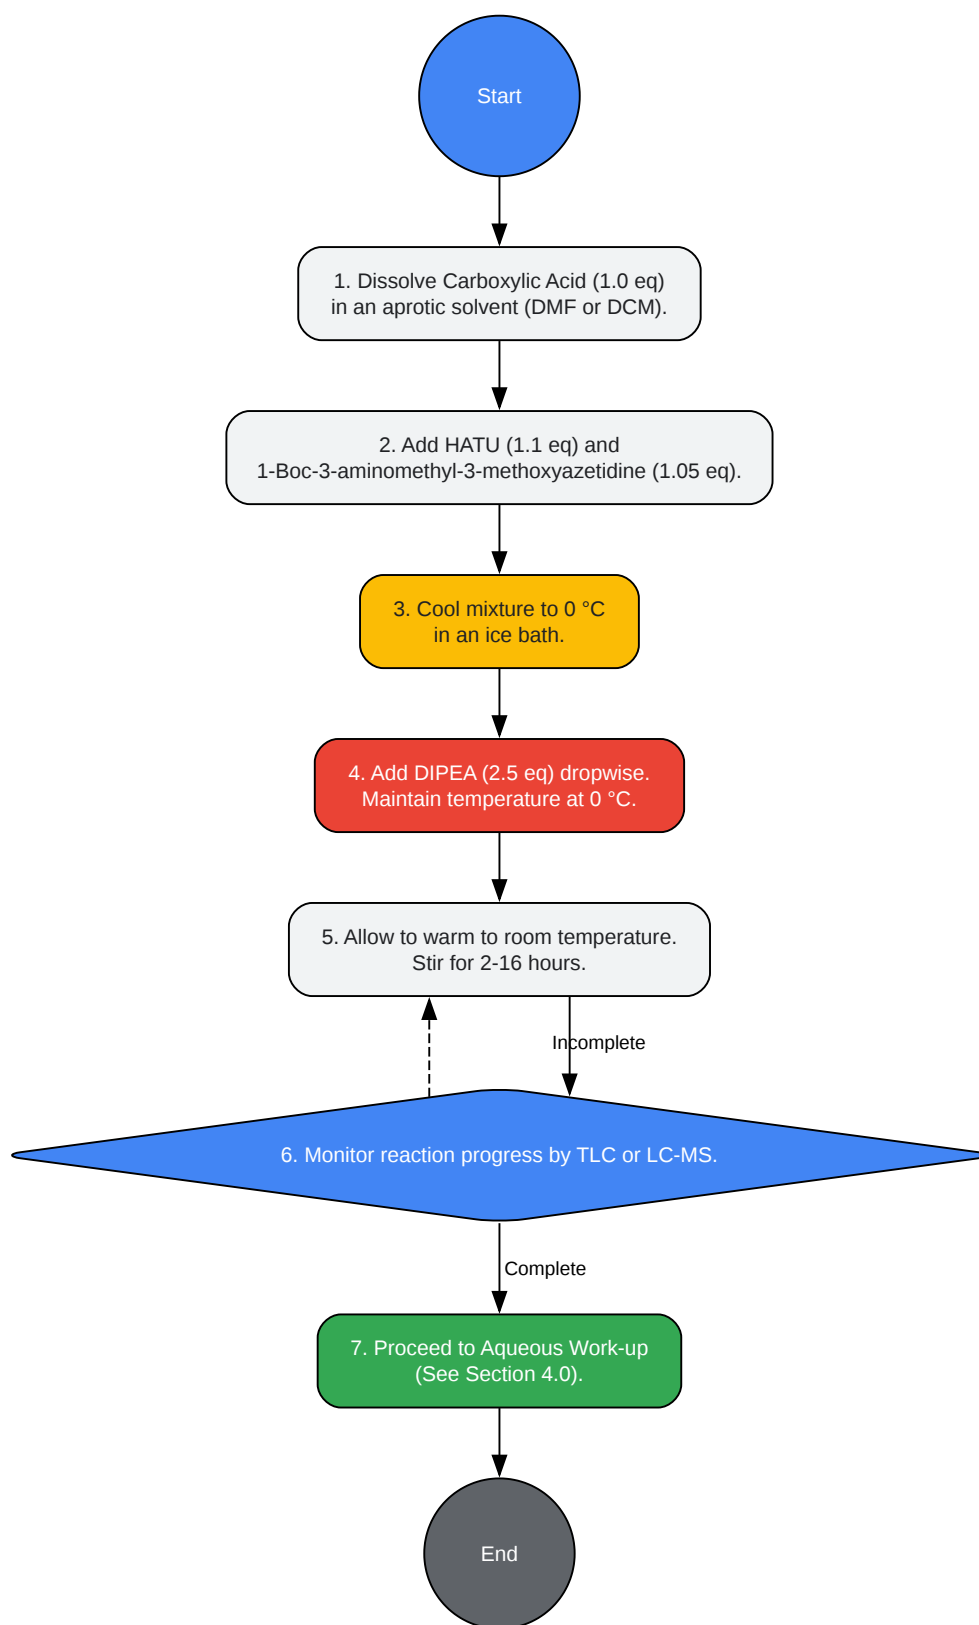 Start
1. Dissolve Carboxylic Acid (1.0 eq)
in an aprotic solvent (DMF or DCM).
2. Add HATU (1.1 eq) and
1-Boc-3-aminomethyl-3-methoxyazetidine (1.05 eq).
3. Cool mixture to 0 °C
in an ice bath.
4. Add DIPEA (2.5 eq) dropwise.
Maintain temperature at 0 °C.
5. Allow to warm to room temperature.
Stir for 2-16 hours.
Incomplete
6. Monitor reaction progress by TLC or LC-MS.
Complete
7. Proceed to Aqueous Work-up
(See Section 4.0).
End